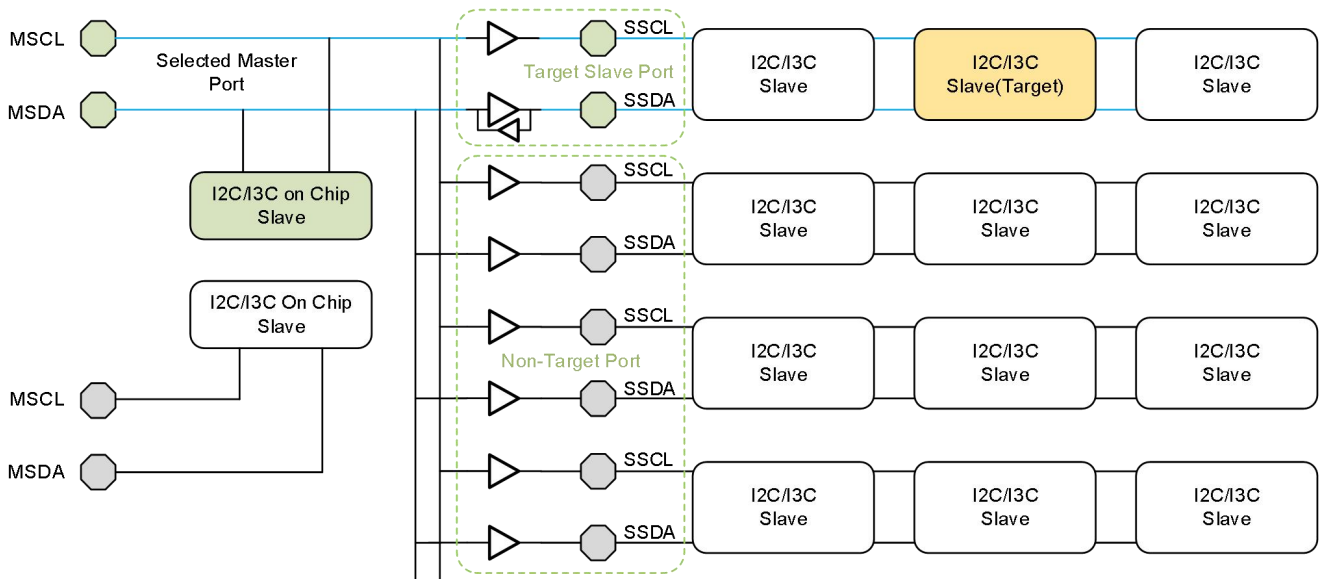 MSCL
Selected Master
Port
MSDA
I2C/I3C on Chip
Slave
I2C/I3C On Chip
Slave
MSCL
MSDA
SSCL
Target Slave Port
SSDA
I2C/I3C
Slave
I2C/I3C
Slave(Target)
I2C/I3C
Slave
SSCL
SSDA
I2C/I3C
Slave
I2C/I3C
Slave
I2C/I3C
Slave
SSCL
Non-Target Port
SSDA
I2C/I3C
Slave
I2C/I3C
Slave
I2C/I3C
Slave
SSCL
SSDA
I2C/I3C
Slave
I2C/I3C
Slave
I2C/I3C
Slave